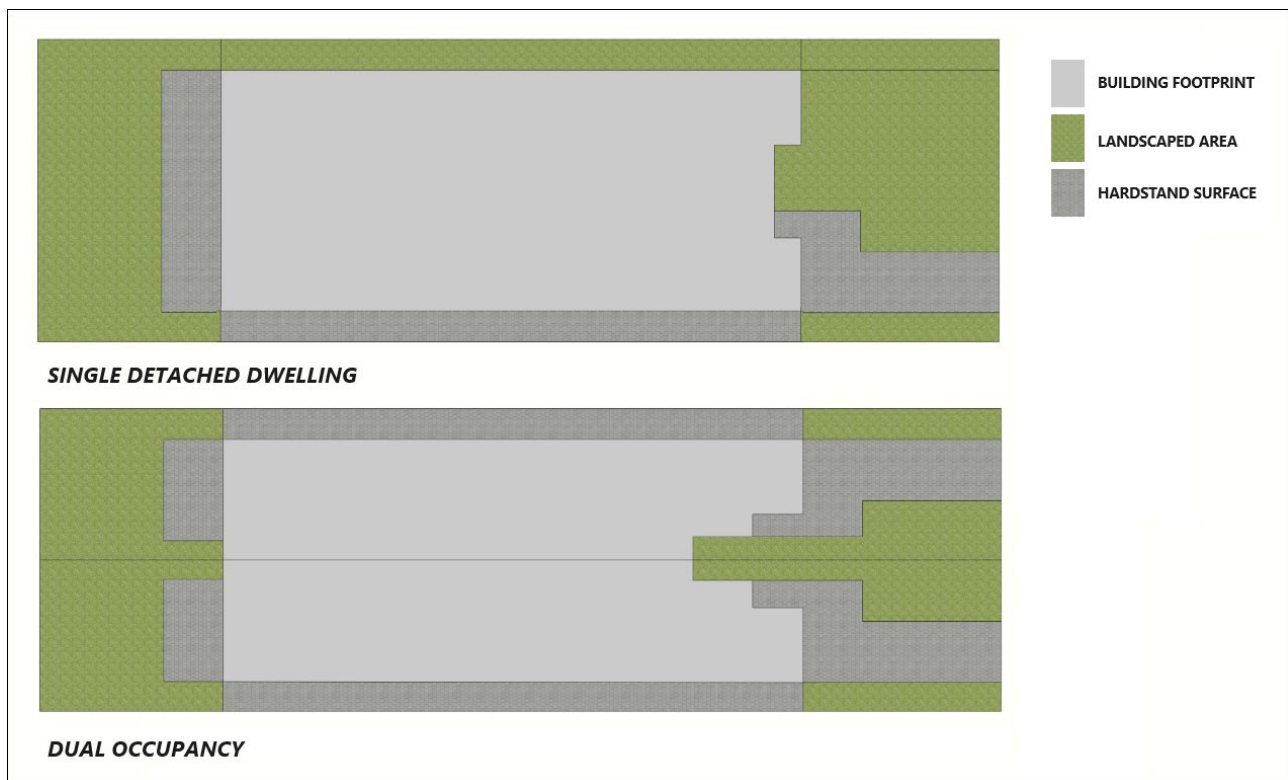 BUILDING FOOTPRINT
LANDSCAPED AREA
HARDSTAND SURFACE
SINGLE DETACHED DWELLING
DUAL OCCUPANCY